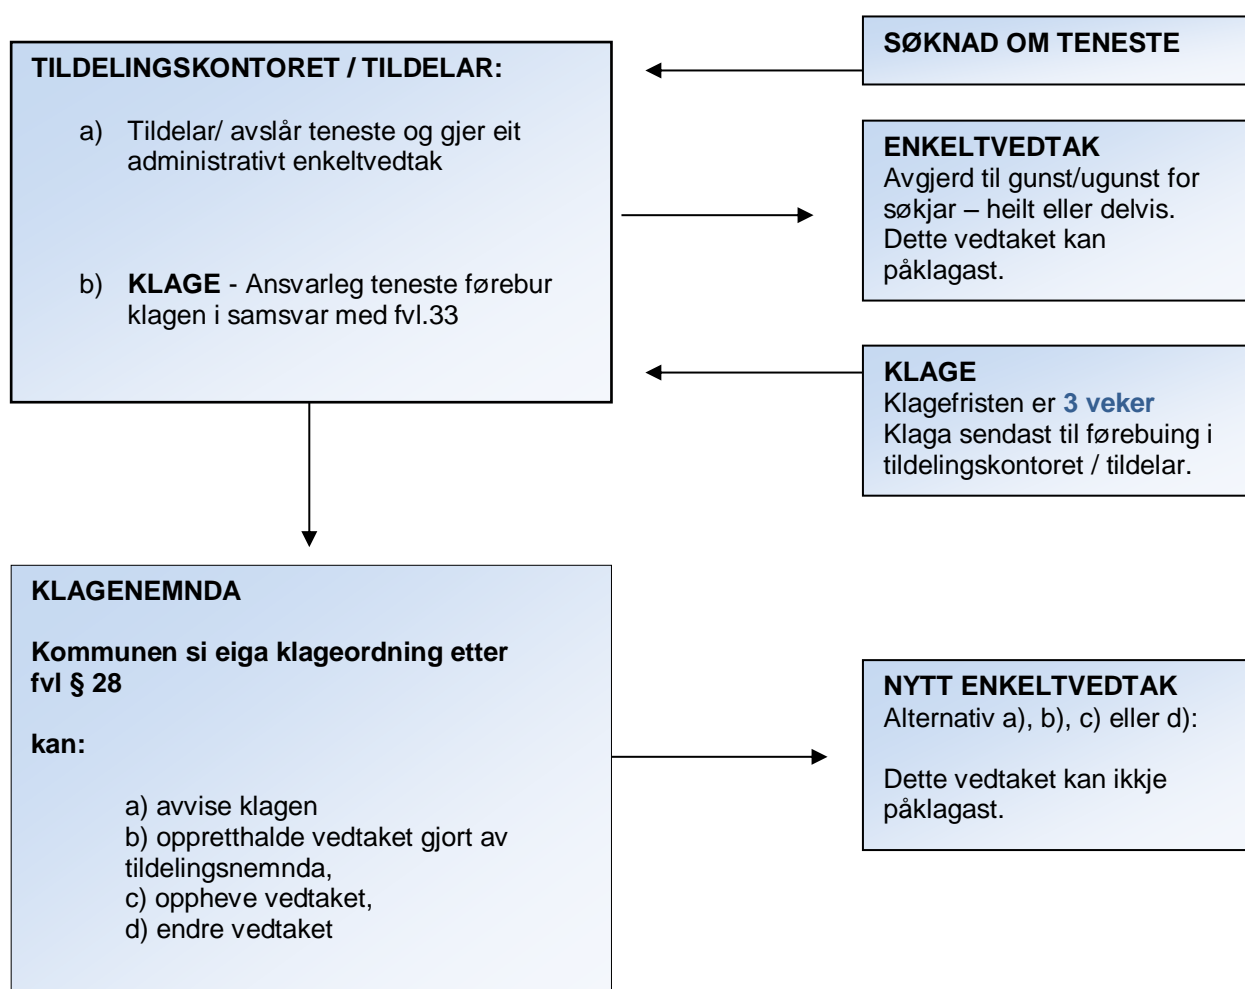 SØKNAD OM TENESTE
TILDELINGSKONTORET / TILDELAR:
a) Tildelar/ avslår teneste og gjer eit
administrativt enkeltvedtak
b) KLAGE - Ansvarleg teneste førebur
klagen i samsvar med fvl.33
ENKELTVEDTAK
Avgjerd til gunst/ugunst for
søkjar – heilt eller delvis.
Dette vedtaket kan
påklagast.
KLAGE
Klagefristen er 3 veker
Klaga sendast til førebuing i
tildelingskontoret / tildelar.
KLAGENEMNDA
Kommunen si eiga klageordning etter
fvl § 28
kan:
a) avvise klagen
b) oppretthalde vedtaket gjort av
tildelingsnemnda,
c) oppheve vedtaket,
d) endre vedtaket
NYTT ENKELTVEDTAK
Alternativ a), b), c) eller d):
Dette vedtaket kan ikkje
påklagast.